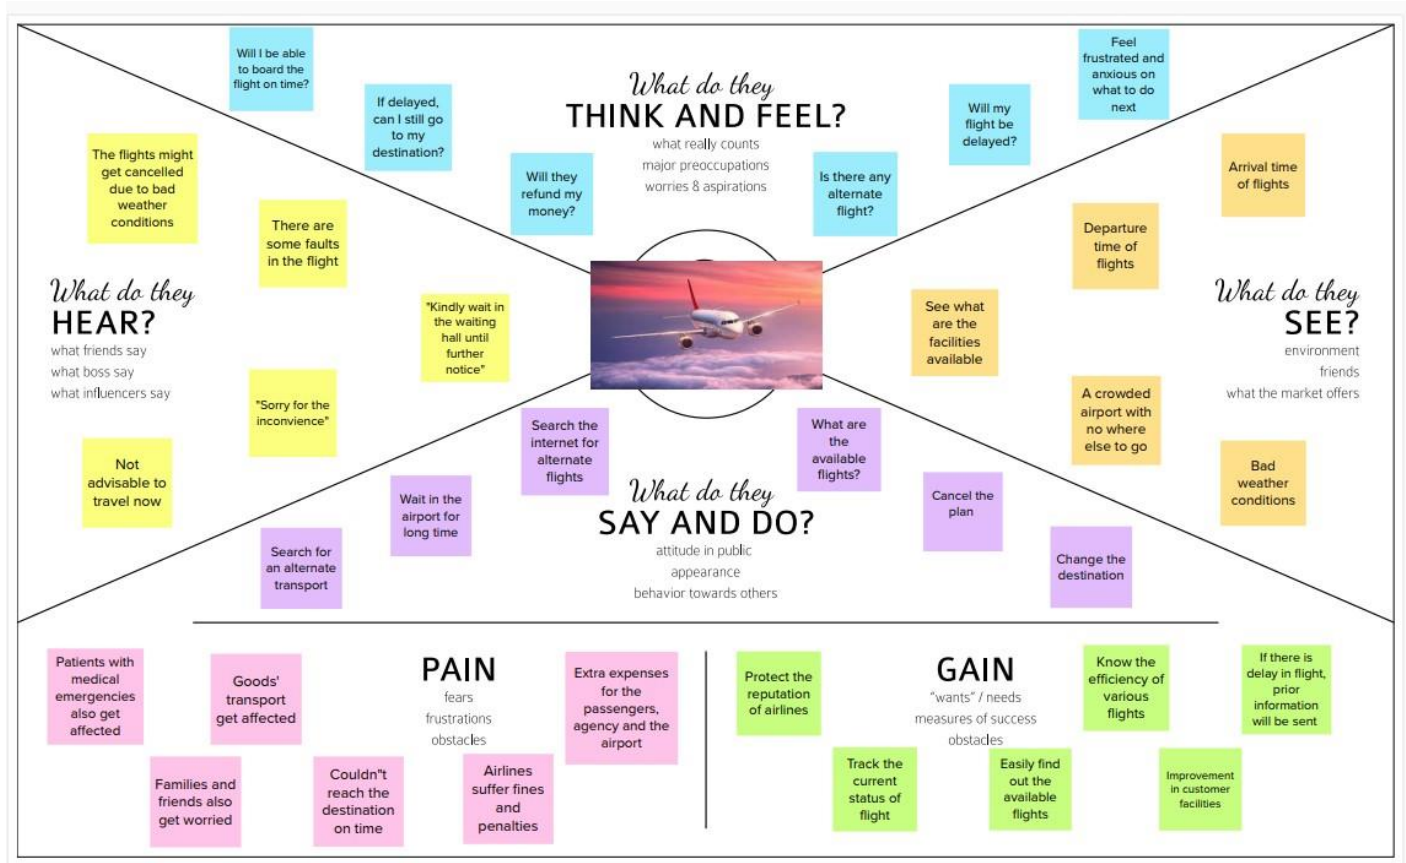 Will I be able
to board the
flight on time?
If delayed,
can I still go
to my
destination?
Will they
refund my
money?
What do they
THINK AND FEEL?
what really counts
major preoccupations
worries & aspirations
Is there any
alternate
flight?
Will my
flight be
delayed?
Feel
frustrated and
anxious on
what to do
next
The flights might
get cancelled
due to bad
weather
conditions
There are
some faults
in the flight
What do they
HEAR?
what friends say
what boss say
what influencers say
"Kindly wait in
the waiting
hall until
further
notice"
"Sorry for the
inconvience"
Not
advisable to
travel now
Arrival time
of flights
Departure
time of
flights
See what
are the
facilities
available
What do they
SEE?
environment
friends
what the market offers
A crowded
airport with
no where
else to go
Bad
weather
conditions
Search the
internet for
alternate
flights
Wait in the
airport for
long time
Search for
an alternate
transport
What do they
SAY AND DO?
attitude in public
appearance
behavior towards others
What are
the
available
flights?
Cancel the
plan
Change the
destination
Patients with
medical
emergencies
also get
affected
Goods'
transport
get affected
PAIN
fears
frustrations
obstacles
Extra expenses
for the
passengers,
agency and the
airport
Families and
friends also
get worried
Couldn"t
reach the
destination
on time
Airlines
suffer fines
and
penalties
Protect the
reputation
of airlines
GAIN
"wants" / needs
measures of success
obstacles
Know the
efficiency of
various
flights
If there is
delay in flight,
prior
information
will be sent
Track the
current
status of
flight
Easily find
out the
available
flights
Improvement
in customer
facilities